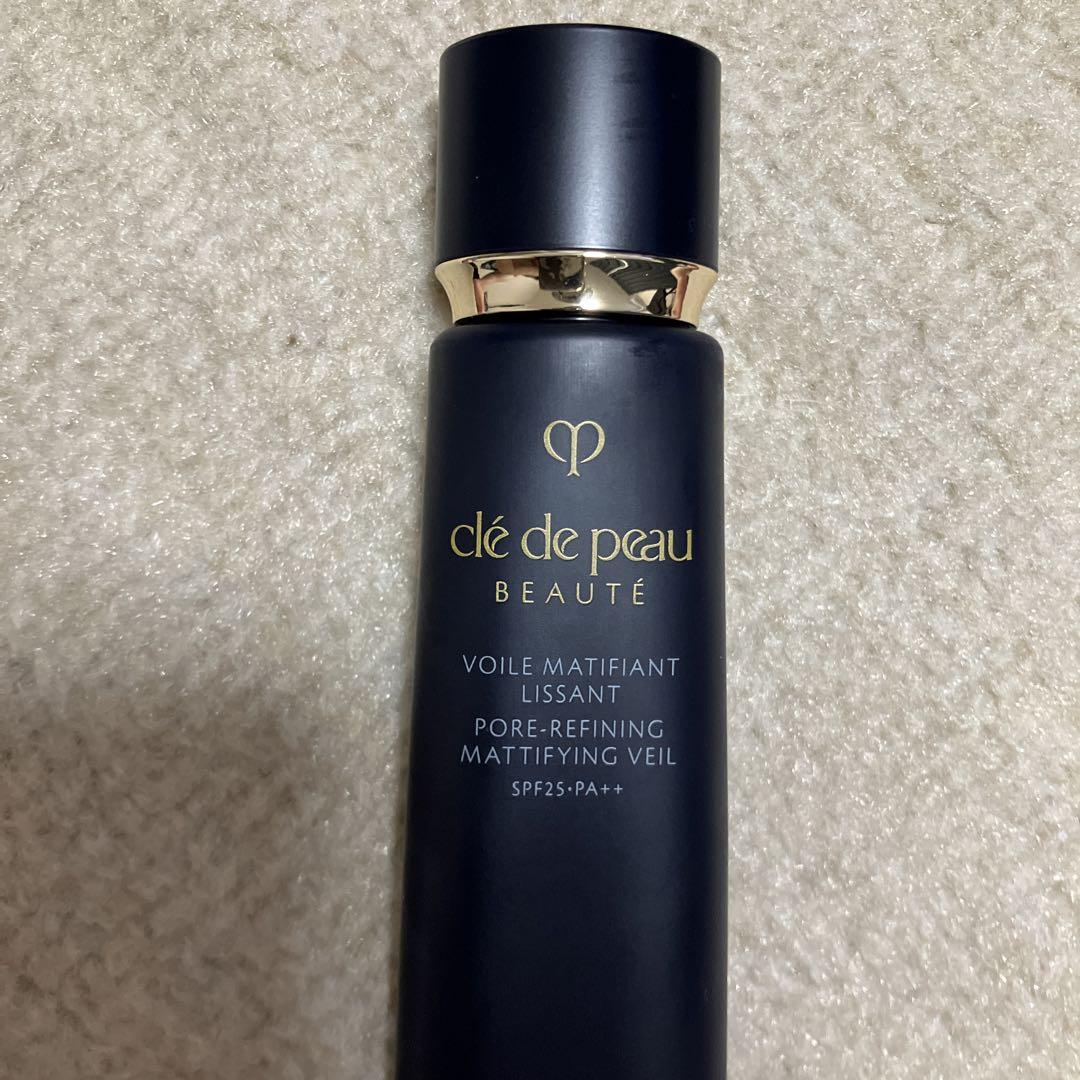 clé de peau
BEAUTÉ
VOILE MATIFIANT
LISSANT
PORE-REFINING
MATTIFYING VEIL
SPF25•PA++